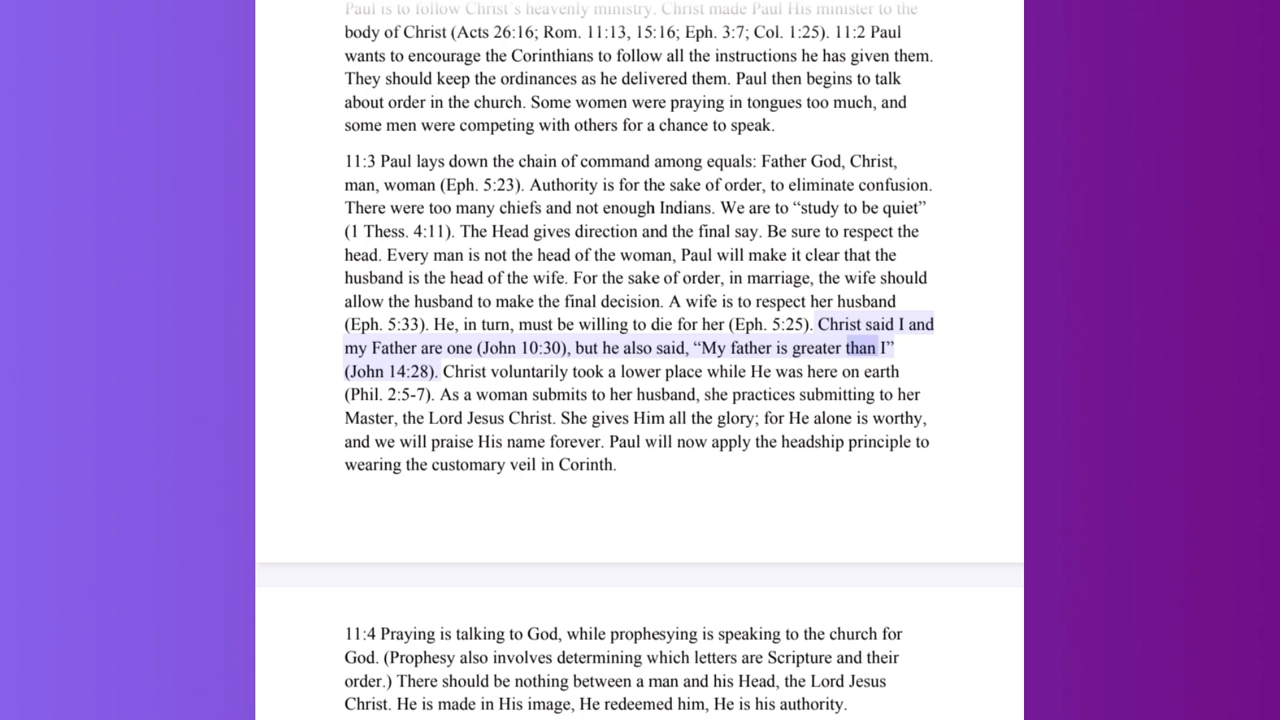 Paul is to follow Christ's heavenly ministry. Christ made Paul His minister to the
body of Christ (Acts 26:16; Rom. 11:13, 15:16; Eph. 3:7; Col. 1:25). 11:2 Paul
wants to encourage the Corinthians to follow all the instructions he has given them.
They should keep the ordinances as he delivered them. Paul then begins to talk
about order in the church. Some women were praying in tongues too much, and
some men were competing with others for a chance to speak.
11:3 Paul lays down the chain of command among equals: Father God, Christ,
man, woman (Eph. 5:23). Authority is for the sake of order, to eliminate confusion.
There were too many chiefs and not enough Indians. We are to “study to be quiet”
(1 Thess. 4:11). The Head gives direction and the final say. Be sure to respect the
head. Every man is not the head of the woman, Paul will make it clear that the
husband is the head of the wife. For the sake of order, in marriage, the wife should
allow the husband to make the final decision. A wife is to respect her husband
(Eph. 5:33). He, in turn, must be willing to die for her (Eph. 5:25). Christ said I and
my Father are one (John 10:30), but he also said, “My father is greater than I”
(John 14:28). Christ voluntarily took a lower place while He was here on earth
(Phil. 2:5-7). As a woman submits to her husband, she practices submitting to her
Master, the Lord Jesus Christ. She gives Him all the glory; for He alone is worthy,
and we will praise His name forever. Paul will now apply the headship principle to
wearing the customary veil in Corinth.
11:4 Praying is talking to God, while prophesying is speaking to the church for
God. (Prophesy also involves determining which letters are Scripture and their
order.) There should be nothing between a man and his Head, the Lord Jesus
Christ. He is made in His image, He redeemed him, He is his authority.